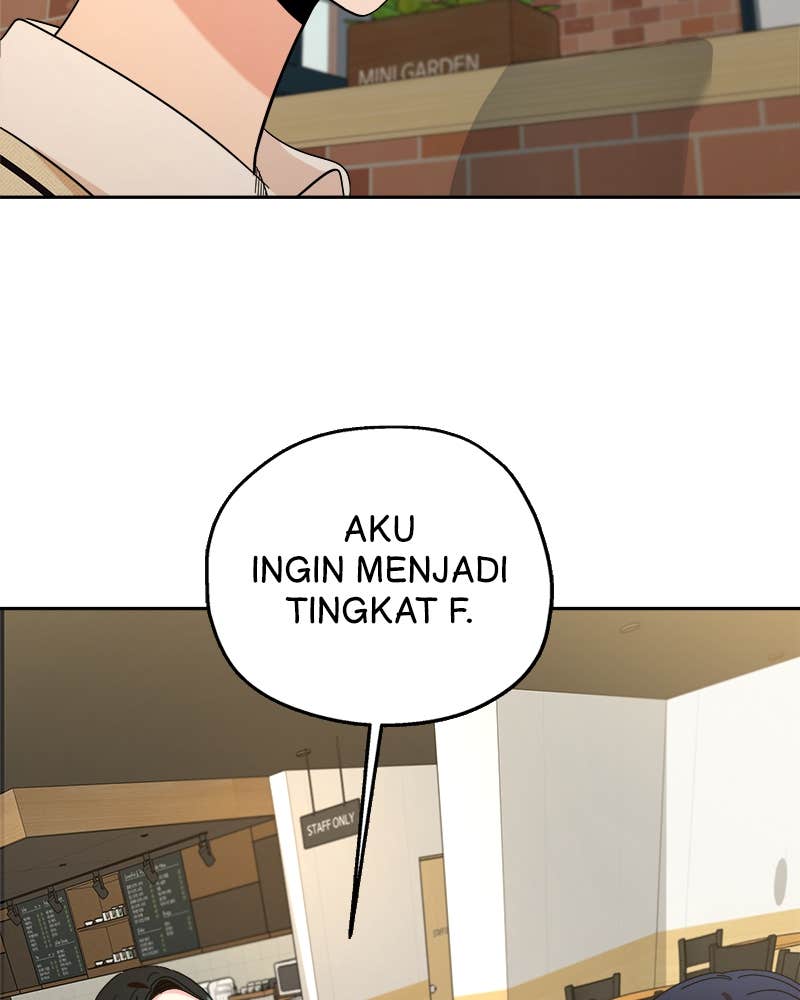 MINI GARDEN
AKU
INGIN MENJADI
TINGKAT F.
STAFF ONLY